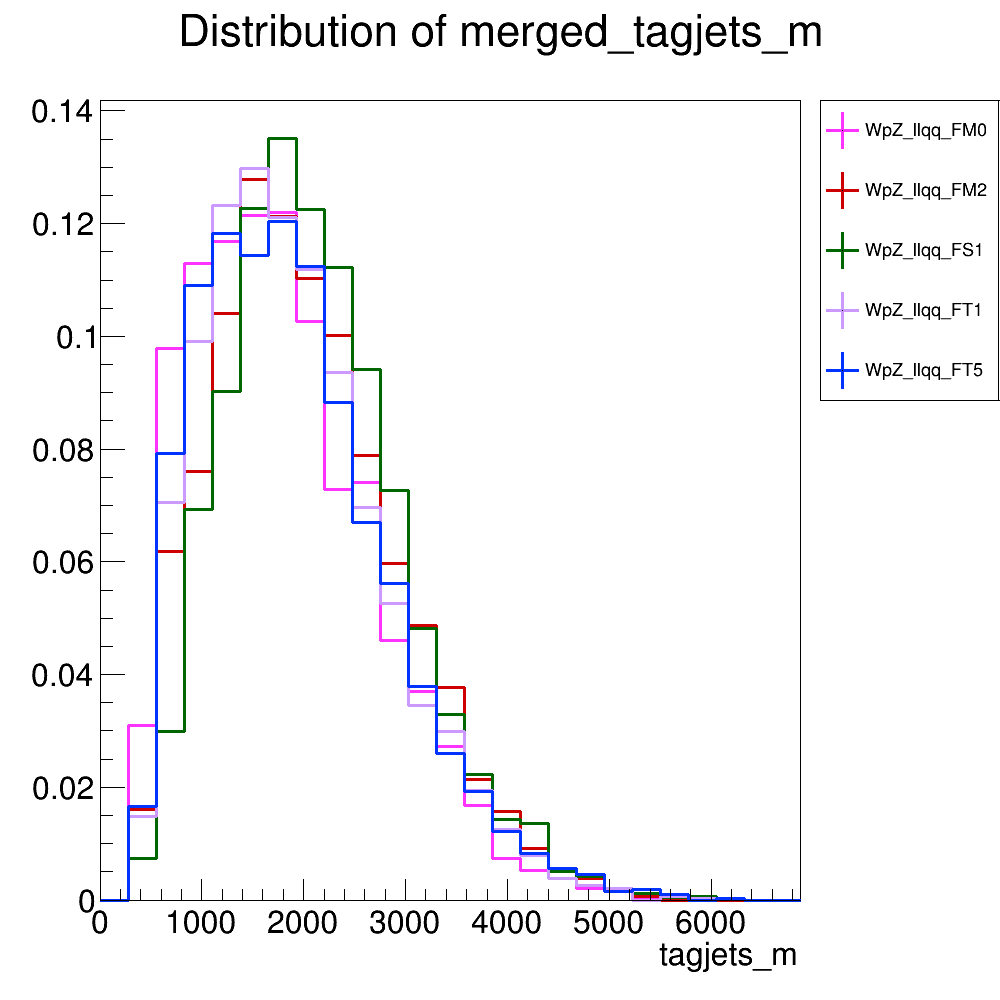 Distribution of merged_tagjets_m
0.14
0.12
0.1
0.08
0.06
0.04
0.02
0
0 1000 2000 3000 4000 5000 6000
tagjets_m
WpZ_llqq_FM0
WpZ_llqq_FM2
WpZ_llqq_FS1
WpZ_llqq_FT1
WpZ_llqq_FT5